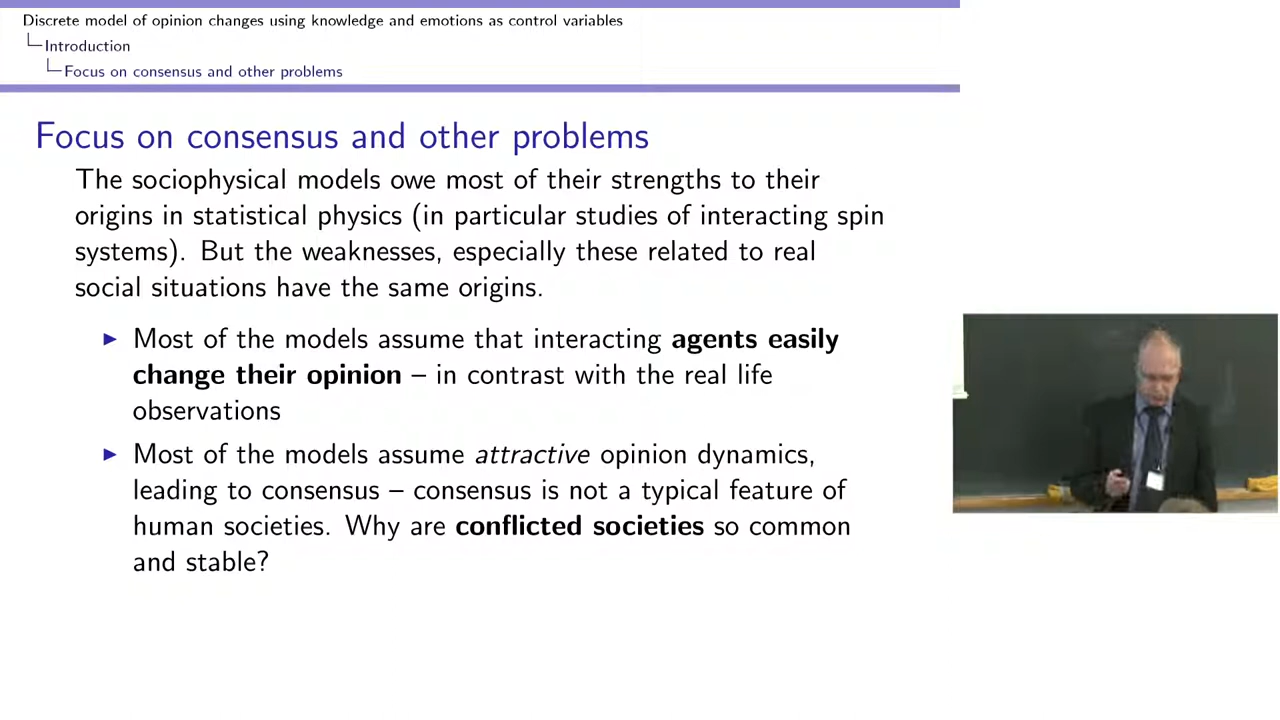 Discrete model of opinion changes using knowledge and emotions as control variables
Introduction
Focus on consensus and other problems
Focus on consensus and other problems
The sociophysical models owe most of their strengths to their
origins in statistical physics (in particular studies of interacting spin
systems). But the weaknesses, especially these related to real
social situations have the same origins.
Most of the models assume that interacting agents easily
change their opinion – in contrast with the real life
observations
Most of the models assume attractive opinion dynamics,
leading to consensus – consensus is not a typical feature of
human societies. Why are conflicted societies so common
and stable?